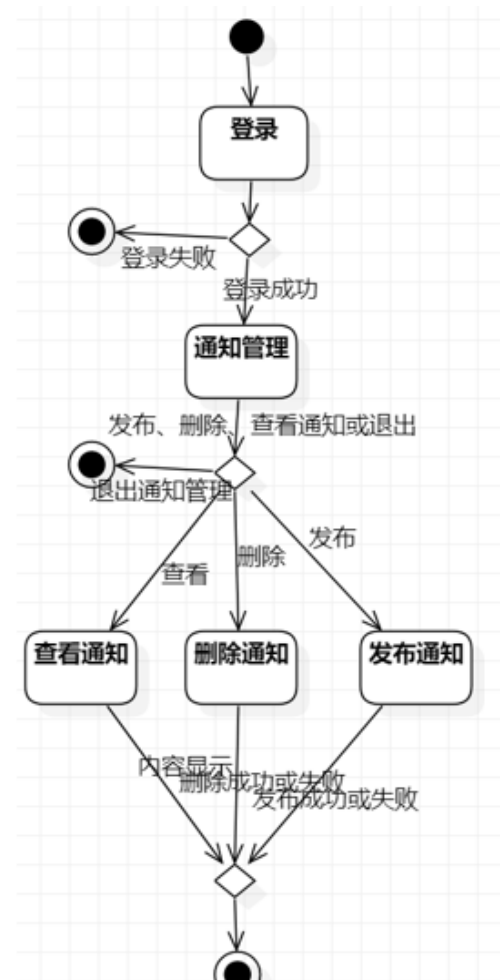 登录
登录失败
登录成功
通知管理
发布、删除、查看通知或退出
退出通知管理
发布
删除
查看
查看通知
删除通知
发布通知
内容显示
删除成功或失败
发布成功或失败